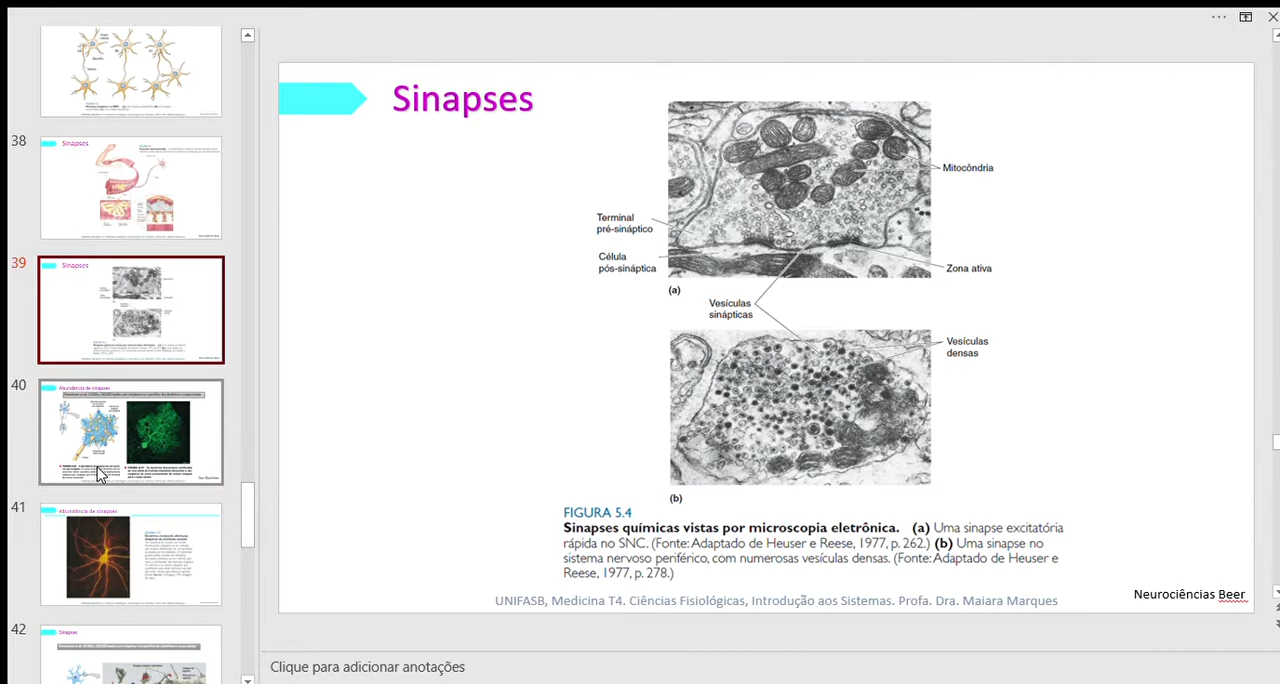 38
Sinapses
39
Sinapses
40
Abundância de sinapses
41
Abundância de sinapses
42
Sinapses
Sinapses
Mitocôndria
Terminal
pré-sináptico
Célula
pós-sináptica
Zona ativa
(a)
Vesículas
sinápticas
Vesículas
densas
(b)
FIGURA 5.4
Sinapses químicas vistas por microscopia eletrônica. (a) Uma sinapse excitatória
rápida no SNC. (Fonte: Adaptado de Heuser e Reese, 1977, p. 262.) (b) Uma sinapse no
sistema nervoso periférico, com numerosas vesículas densas. (Fonte: Adaptado de Heuser e
Reese, 1977, p. 278.)
UNIFASB, Medicina T4. Ciências Fisiológicas, Introdução aos Sistemas. Profa. Dra. Maiara Marques
Neurociências Beer
Clique para adicionar anotações